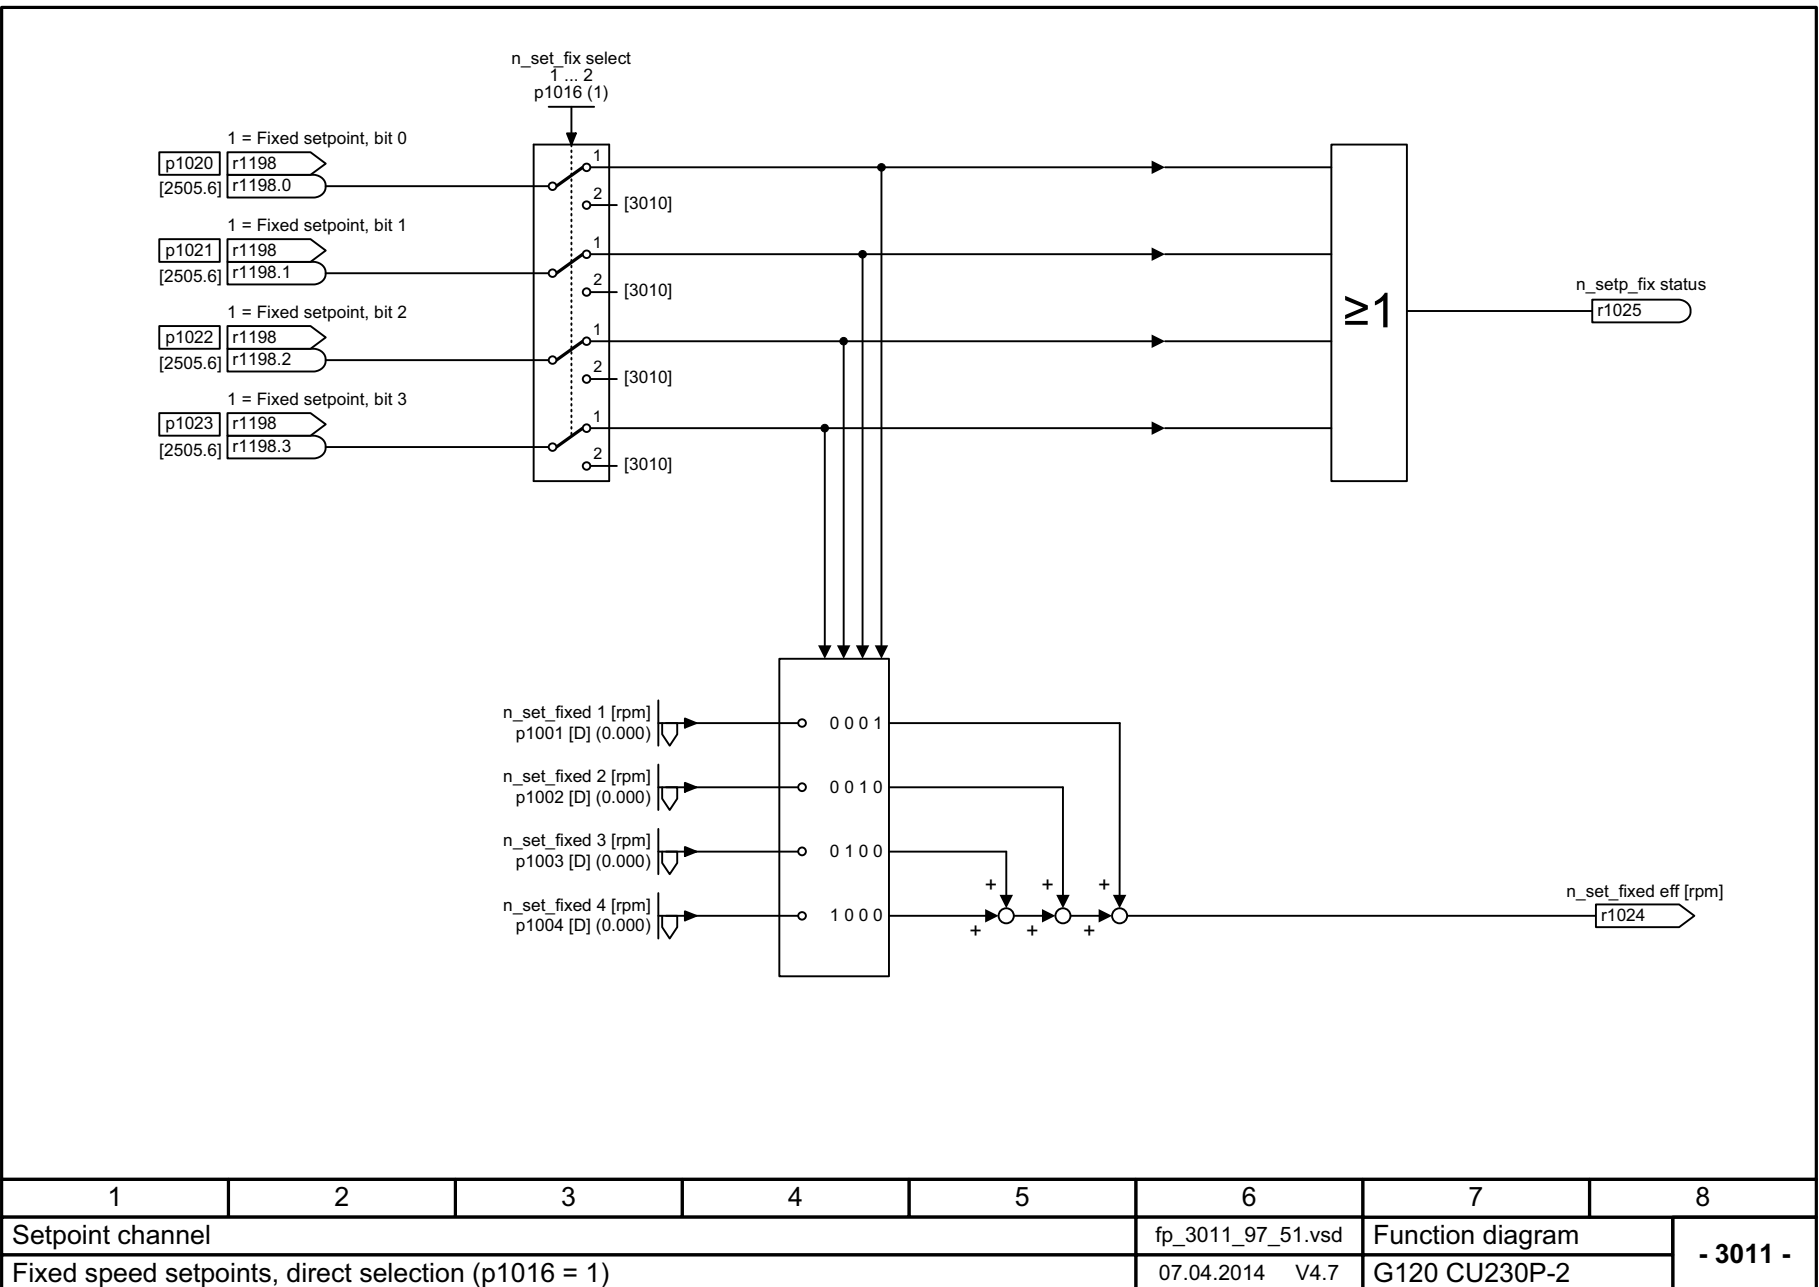 n_set_fix select
1 ... 2
p1016 (1)
1 = Fixed setpoint, bit 0
p1020 r1198
[2505.6] r1198.0
1
2 [3010]
1 = Fixed setpoint, bit 1
p1021 r1198
[2505.6] r1198.1
1
2 [3010]
1 = Fixed setpoint, bit 2
p1022 r1198
[2505.6] r1198.2
1
2 [3010]
1 = Fixed setpoint, bit 3
p1023 r1198
[2505.6] r1198.3
1
2 [3010]
≥1
n_setp_fix status
r1025
n_set_fixed 1 [rpm]
p1001 [D] (0.000)
0 0 0 1
n_set_fixed 2 [rpm]
p1002 [D] (0.000)
0 0 1 0
n_set_fixed 3 [rpm]
p1003 [D] (0.000)
0 1 0 0
n_set_fixed 4 [rpm]
p1004 [D] (0.000)
1 0 0 0
+ + +
+ + +
n_set_fixed eff [rpm]
r1024
1 2 3 4 5 6 7 8
Setpoint channel fp_3011_97_51.vsd Function diagram
- 3011 -
Fixed speed setpoints, direct selection (p1016 = 1) 07.04.2014 V4.7 G120 CU230P-2